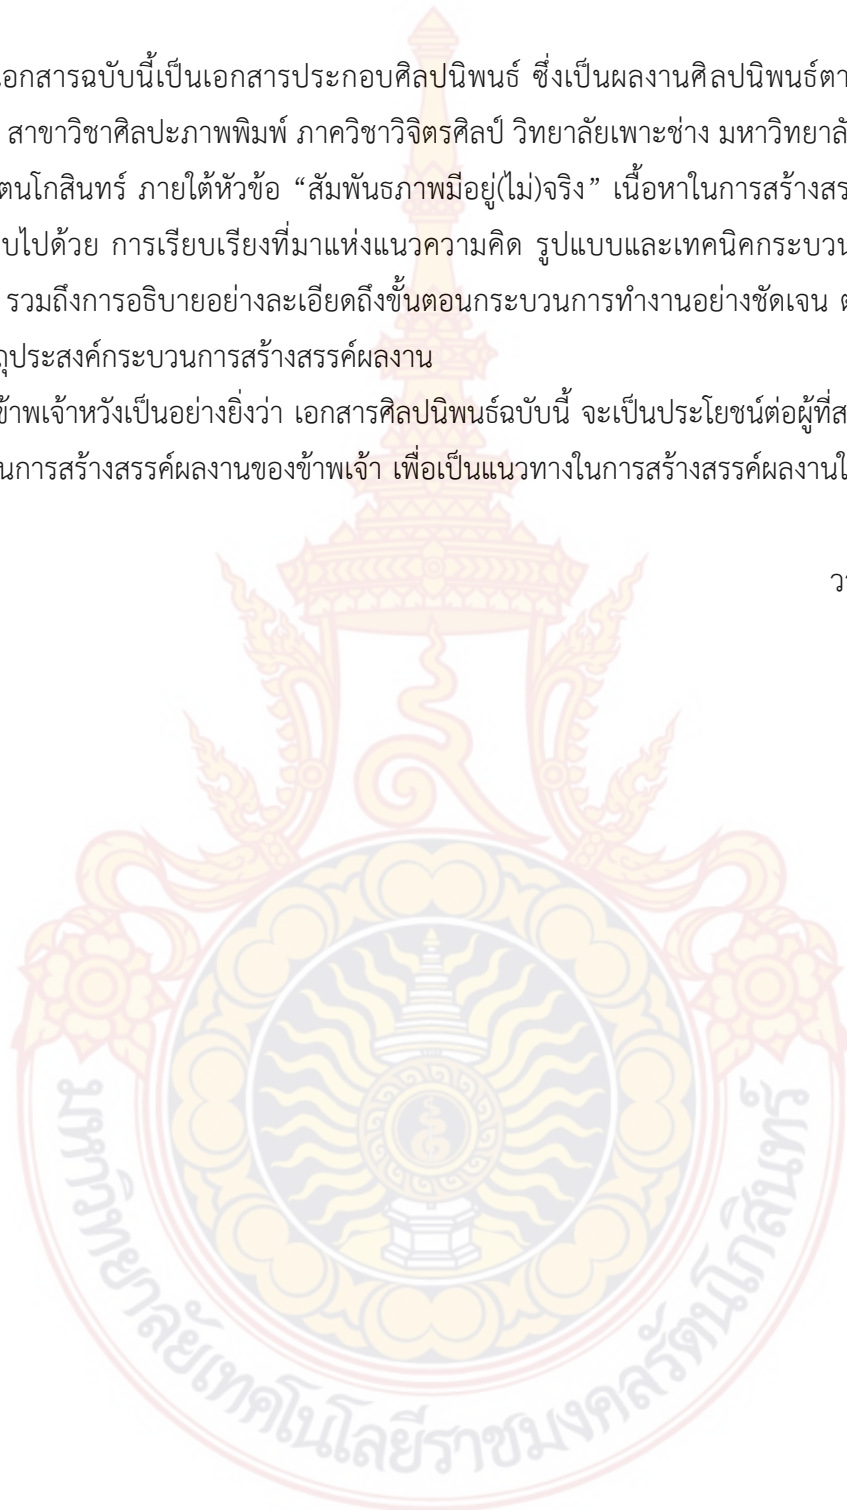 เอกสารฉบับนี้เป็นเอกสารประกอบศิลปนิพนธ์ ซึ่งเป็นผลงานศิลปนิพนธ์ตา
สาขาวิชาศิลปะภาพพิมพ์ ภาควิชาวิจิตรศิลป์ วิทยาลัยเพาะช่าง มหาวิทยาลั
ตนโกสินทร์ ภายใต้หัวข้อ “สัมพันธภาพมีอยู่(ไม่)จริง” เนื้อหาในการสร้างสร
บไปด้วย การเรียบเรียงที่มาแห่งแนวความคิด รูปแบบและเทคนิคกระบวน
รวมถึงการอธิบายอย่างละเอียดถึงขั้นตอนกระบวนการทำงานอย่างชัดเจน ต
ถุประสงค์กระบวนการสร้างสรรค์ผลงาน
ข้าพเจ้าหวังเป็นอย่างยิ่งว่า เอกสารศิลปนิพนธ์ฉบับนี้ จะเป็นประโยชน์ต่อผู้ที่ส
นการสร้างสรรค์ผลงานของข้าพเจ้า เพื่อเป็นแนวทางในการสร้างสรรค์ผลงานใ
วร
มหาวิทยาลัยเทคโนโลยีราชมงคลรัตนโกสินทร์